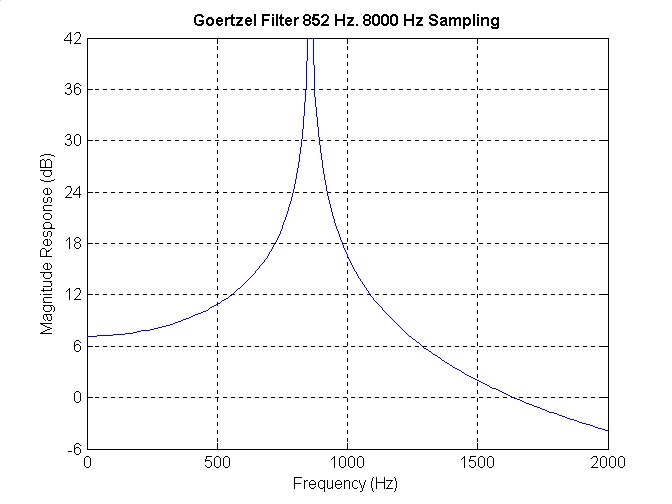 Goertzel Filter 852 Hz. 8000 Hz Sampling
Magnitude Response (dB)
42
36
30
24
18
12
6
0
-6
0 500 1000 1500 2000
Frequency (Hz)